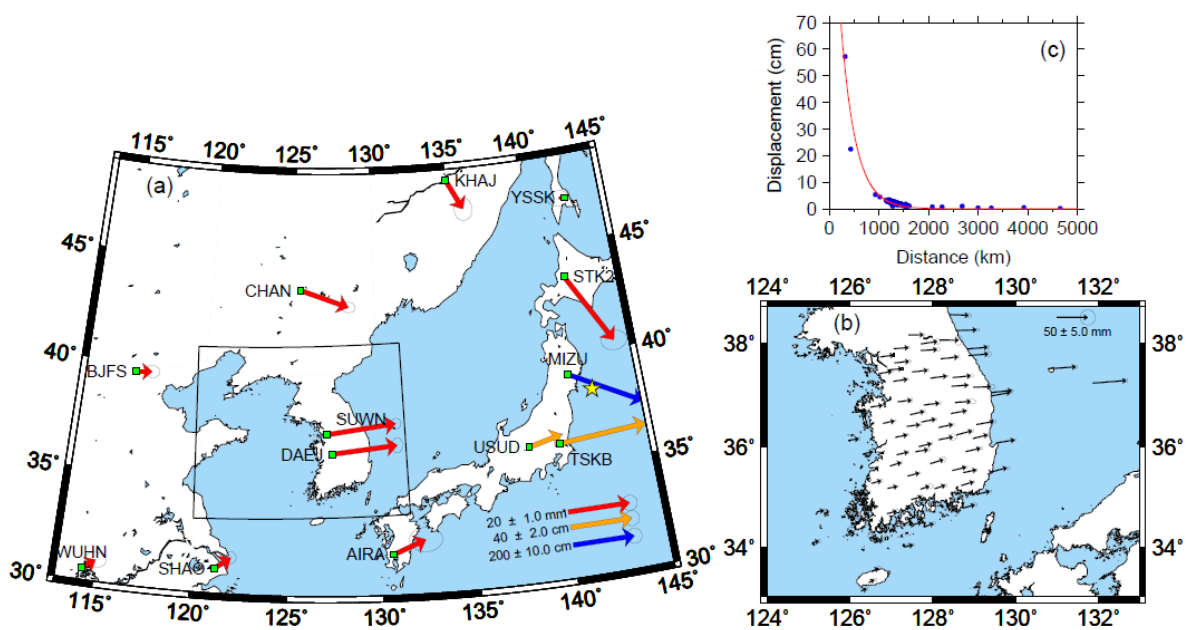 (a)
115° 120° 125° 130° 135° 140° 145°
45°
40°
35°
30°
45°
40°
35°
30°
115° 120° 125° 130° 135° 140° 145°
KHAJ
YSSK
CHAN
STK2
BJFS
MIZU
SUWN
DAEJ
USUD
TSKB
WUHN
SHAO
AIRA
20 ± 1.0 mm
40 ± 2.0 cm
200 ± 10.0 cm
(c)
Displacement (cm)
70
60
50
40
30
20
10
0
0 1000 2000 3000 4000 5000
Distance (km)
124° 126° 128° 130° 132°
(b)
50 ± 5.0 mm
38° 38°
36° 36°
34° 34°
124° 126° 128° 130° 132°